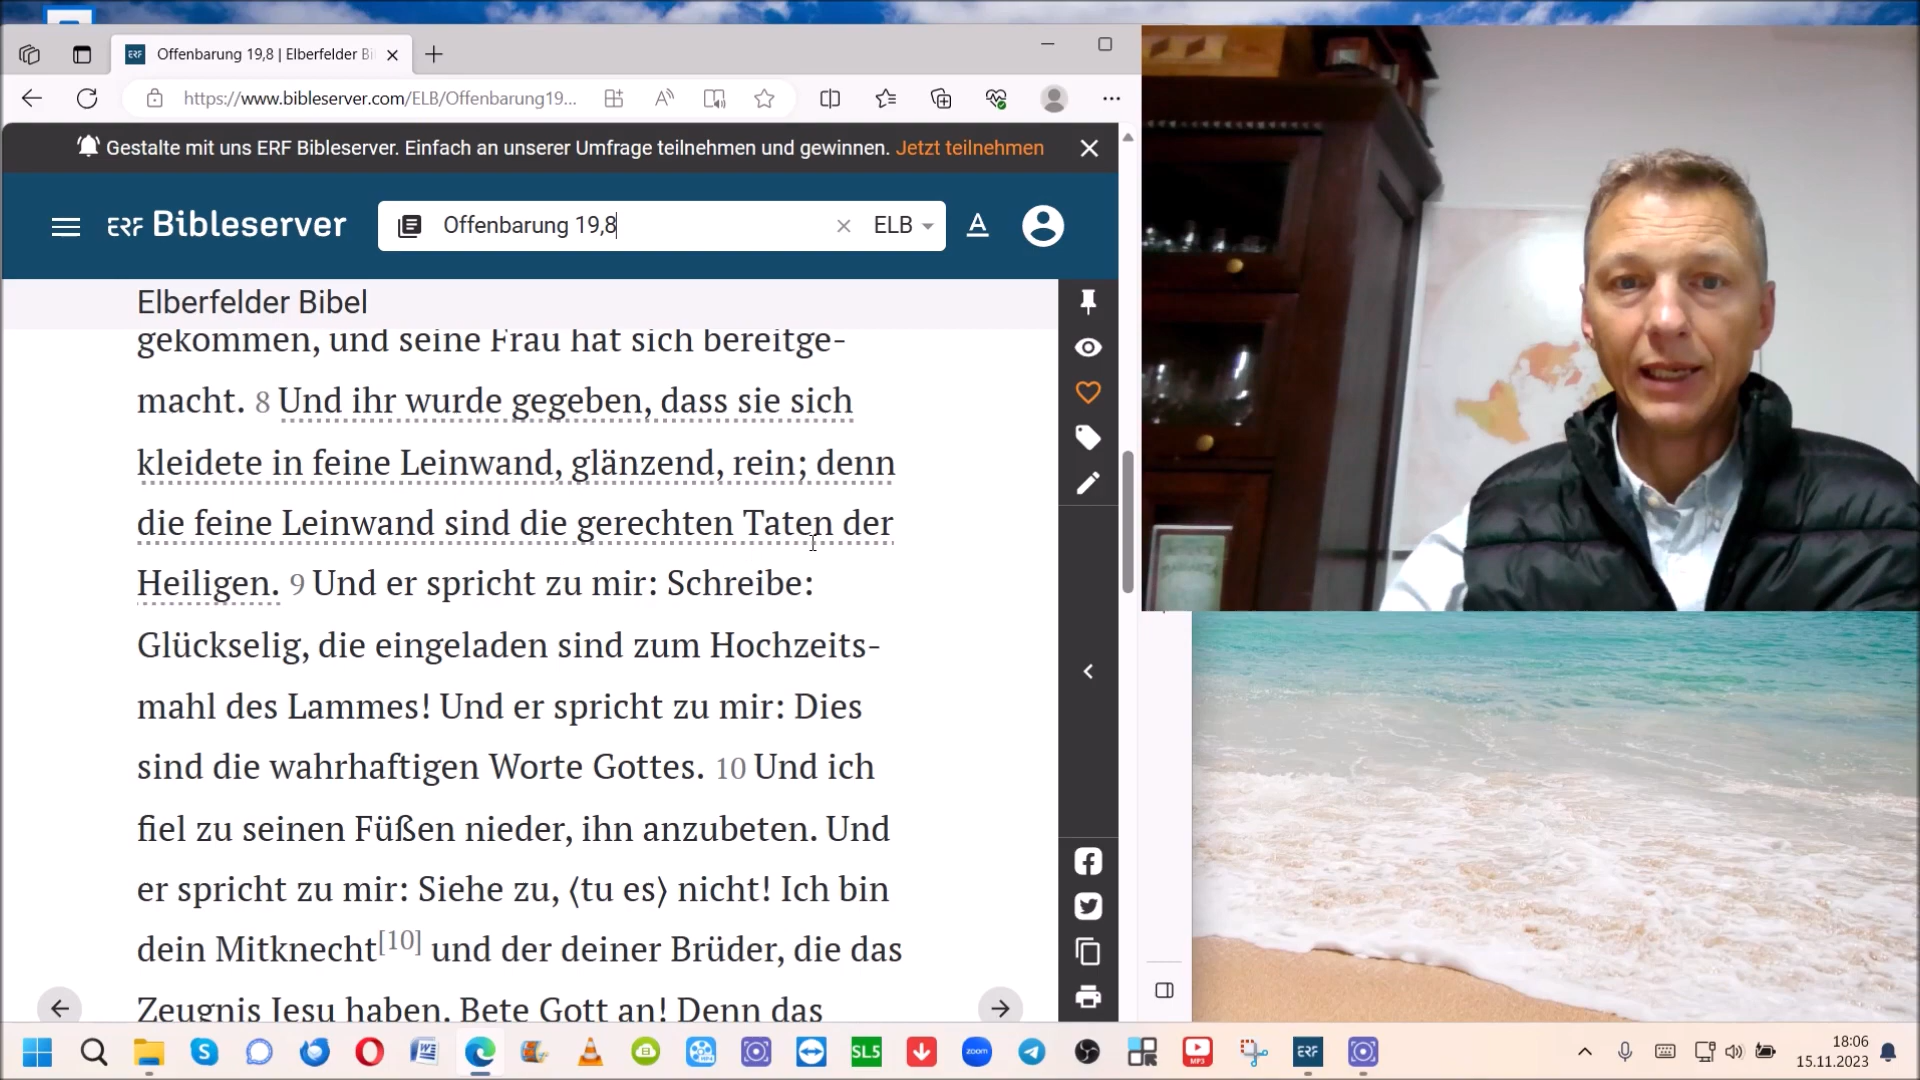 Offenbarung 19,8 | Elberfelder Bi
https://www.bibleserver.com/ELB/Offenbarung19...
Gestalte mit uns ERF Bibleserver. Einfach an unserer Umfrage teilnehmen und gewinnen. Jetzt teilnehmen
ERF Bibleserver
Offenbarung 19,8
ELB
Elberfelder Bibel
gekommen, und seine Frau hat sich bereitge-
macht. 8 Und ihr wurde gegeben, dass sie sich
kleidete in feine Leinwand, glänzend, rein; denn
die feine Leinwand sind die gerechten Taten der
Heiligen. 9 Und er spricht zu mir: Schreibe:
Glückselig, die eingeladen sind zum Hochzeits-
mahl des Lammes! Und er spricht zu mir: Dies
sind die wahrhaftigen Worte Gottes. 10 Und ich
fiel zu seinen Füßen nieder, ihn anzubeten. Und
er spricht zu mir: Siehe zu, ⟨tu es⟩ nicht! Ich bin
dein Mitknecht[10] und der deiner Brüder, die das
Zeugnis Jesu haben. Bete Gott an! Denn das
SL5
zoom
MP3
ERF
18:06
15.11.2023